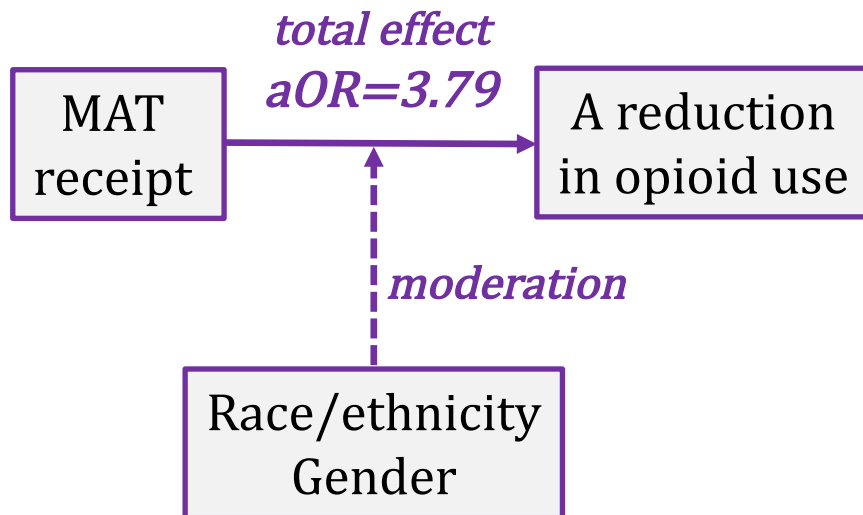 total effect
aOR=3.79
MAT
receipt
A reduction
in opioid use
moderation
Race/ethnicity
Gender